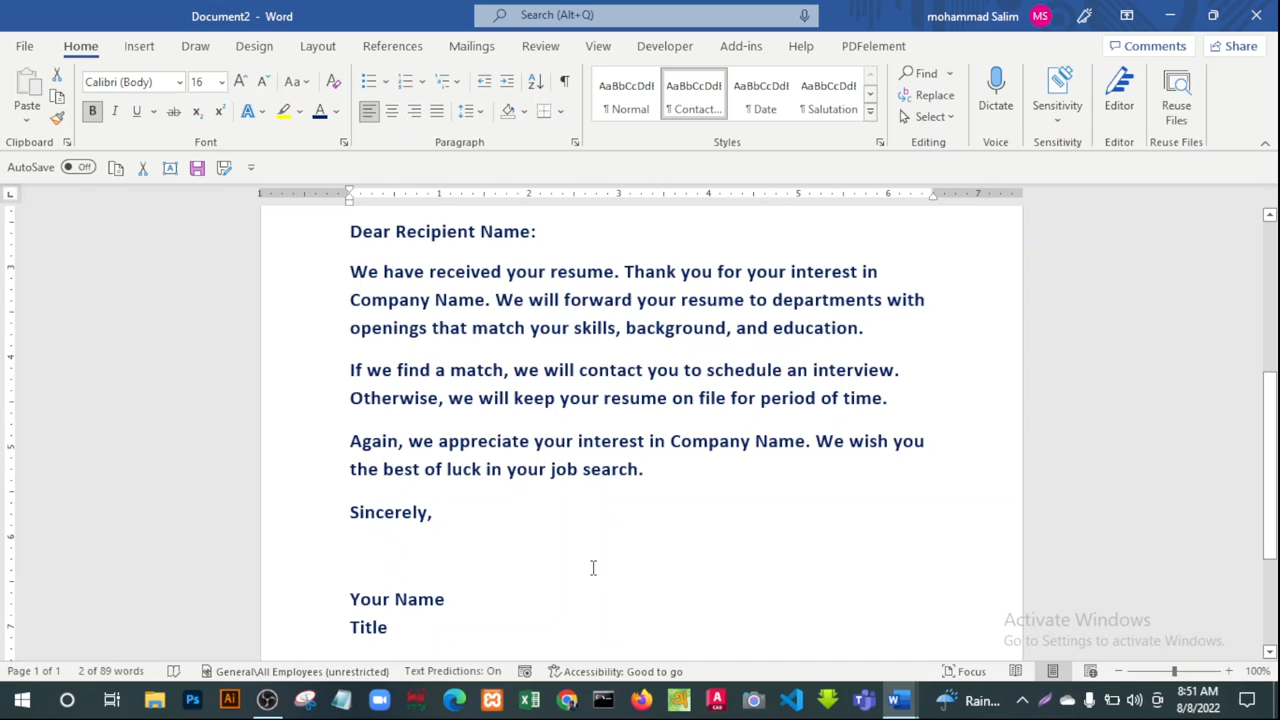 Document2 - Word
Search (Alt+Q)
mohammad Salim
MS
File Home Insert Draw Design Layout References Mailings Review View Developer Add-ins Help PDFelement Comments Share
Calibri (Body) 16
AaBbCcDdI AaBbCcDdI AaBbCcDdI AaBbCcDdI
¶ Normal ¶ Contact... ¶ Date ¶ Salutation
Find
Replace
Select
Paste
Dictate Sensitivity Editor Reuse Files
Clipboard Font Paragraph Styles Editing Voice Sensitivity Editor Reuse Files
AutoSave Off
1 1 2 3 4 5 6 7
Dear Recipient Name:
We have received your resume. Thank you for your interest in
Company Name. We will forward your resume to departments with
openings that match your skills, background, and education.
If we find a match, we will contact you to schedule an interview.
Otherwise, we will keep your resume on file for period of time.
Again, we appreciate your interest in Company Name. We wish you
the best of luck in your job search.
Sincerely,
Your Name
Title
Activate Windows
Go to Settings to activate Windows.
Page 1 of 1 2 of 89 words General\All Employees (unrestricted) Text Predictions: On Accessibility: Good to go Focus 100%
Rain...
8:51 AM
8/8/2022